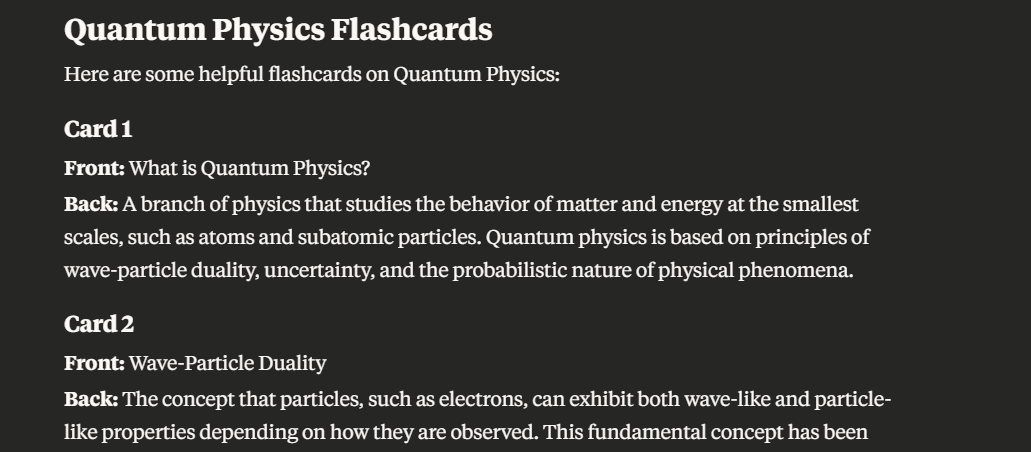 Quantum Physics Flashcards
Here are some helpful flashcards on Quantum Physics:
Card 1
Front: What is Quantum Physics?
Back: A branch of physics that studies the behavior of matter and energy at the smallest
scales, such as atoms and subatomic particles. Quantum physics is based on principles of
wave-particle duality, uncertainty, and the probabilistic nature of physical phenomena.
Card 2
Front: Wave-Particle Duality
Back: The concept that particles, such as electrons, can exhibit both wave-like and particle-
like properties depending on how they are observed. This fundamental concept has been